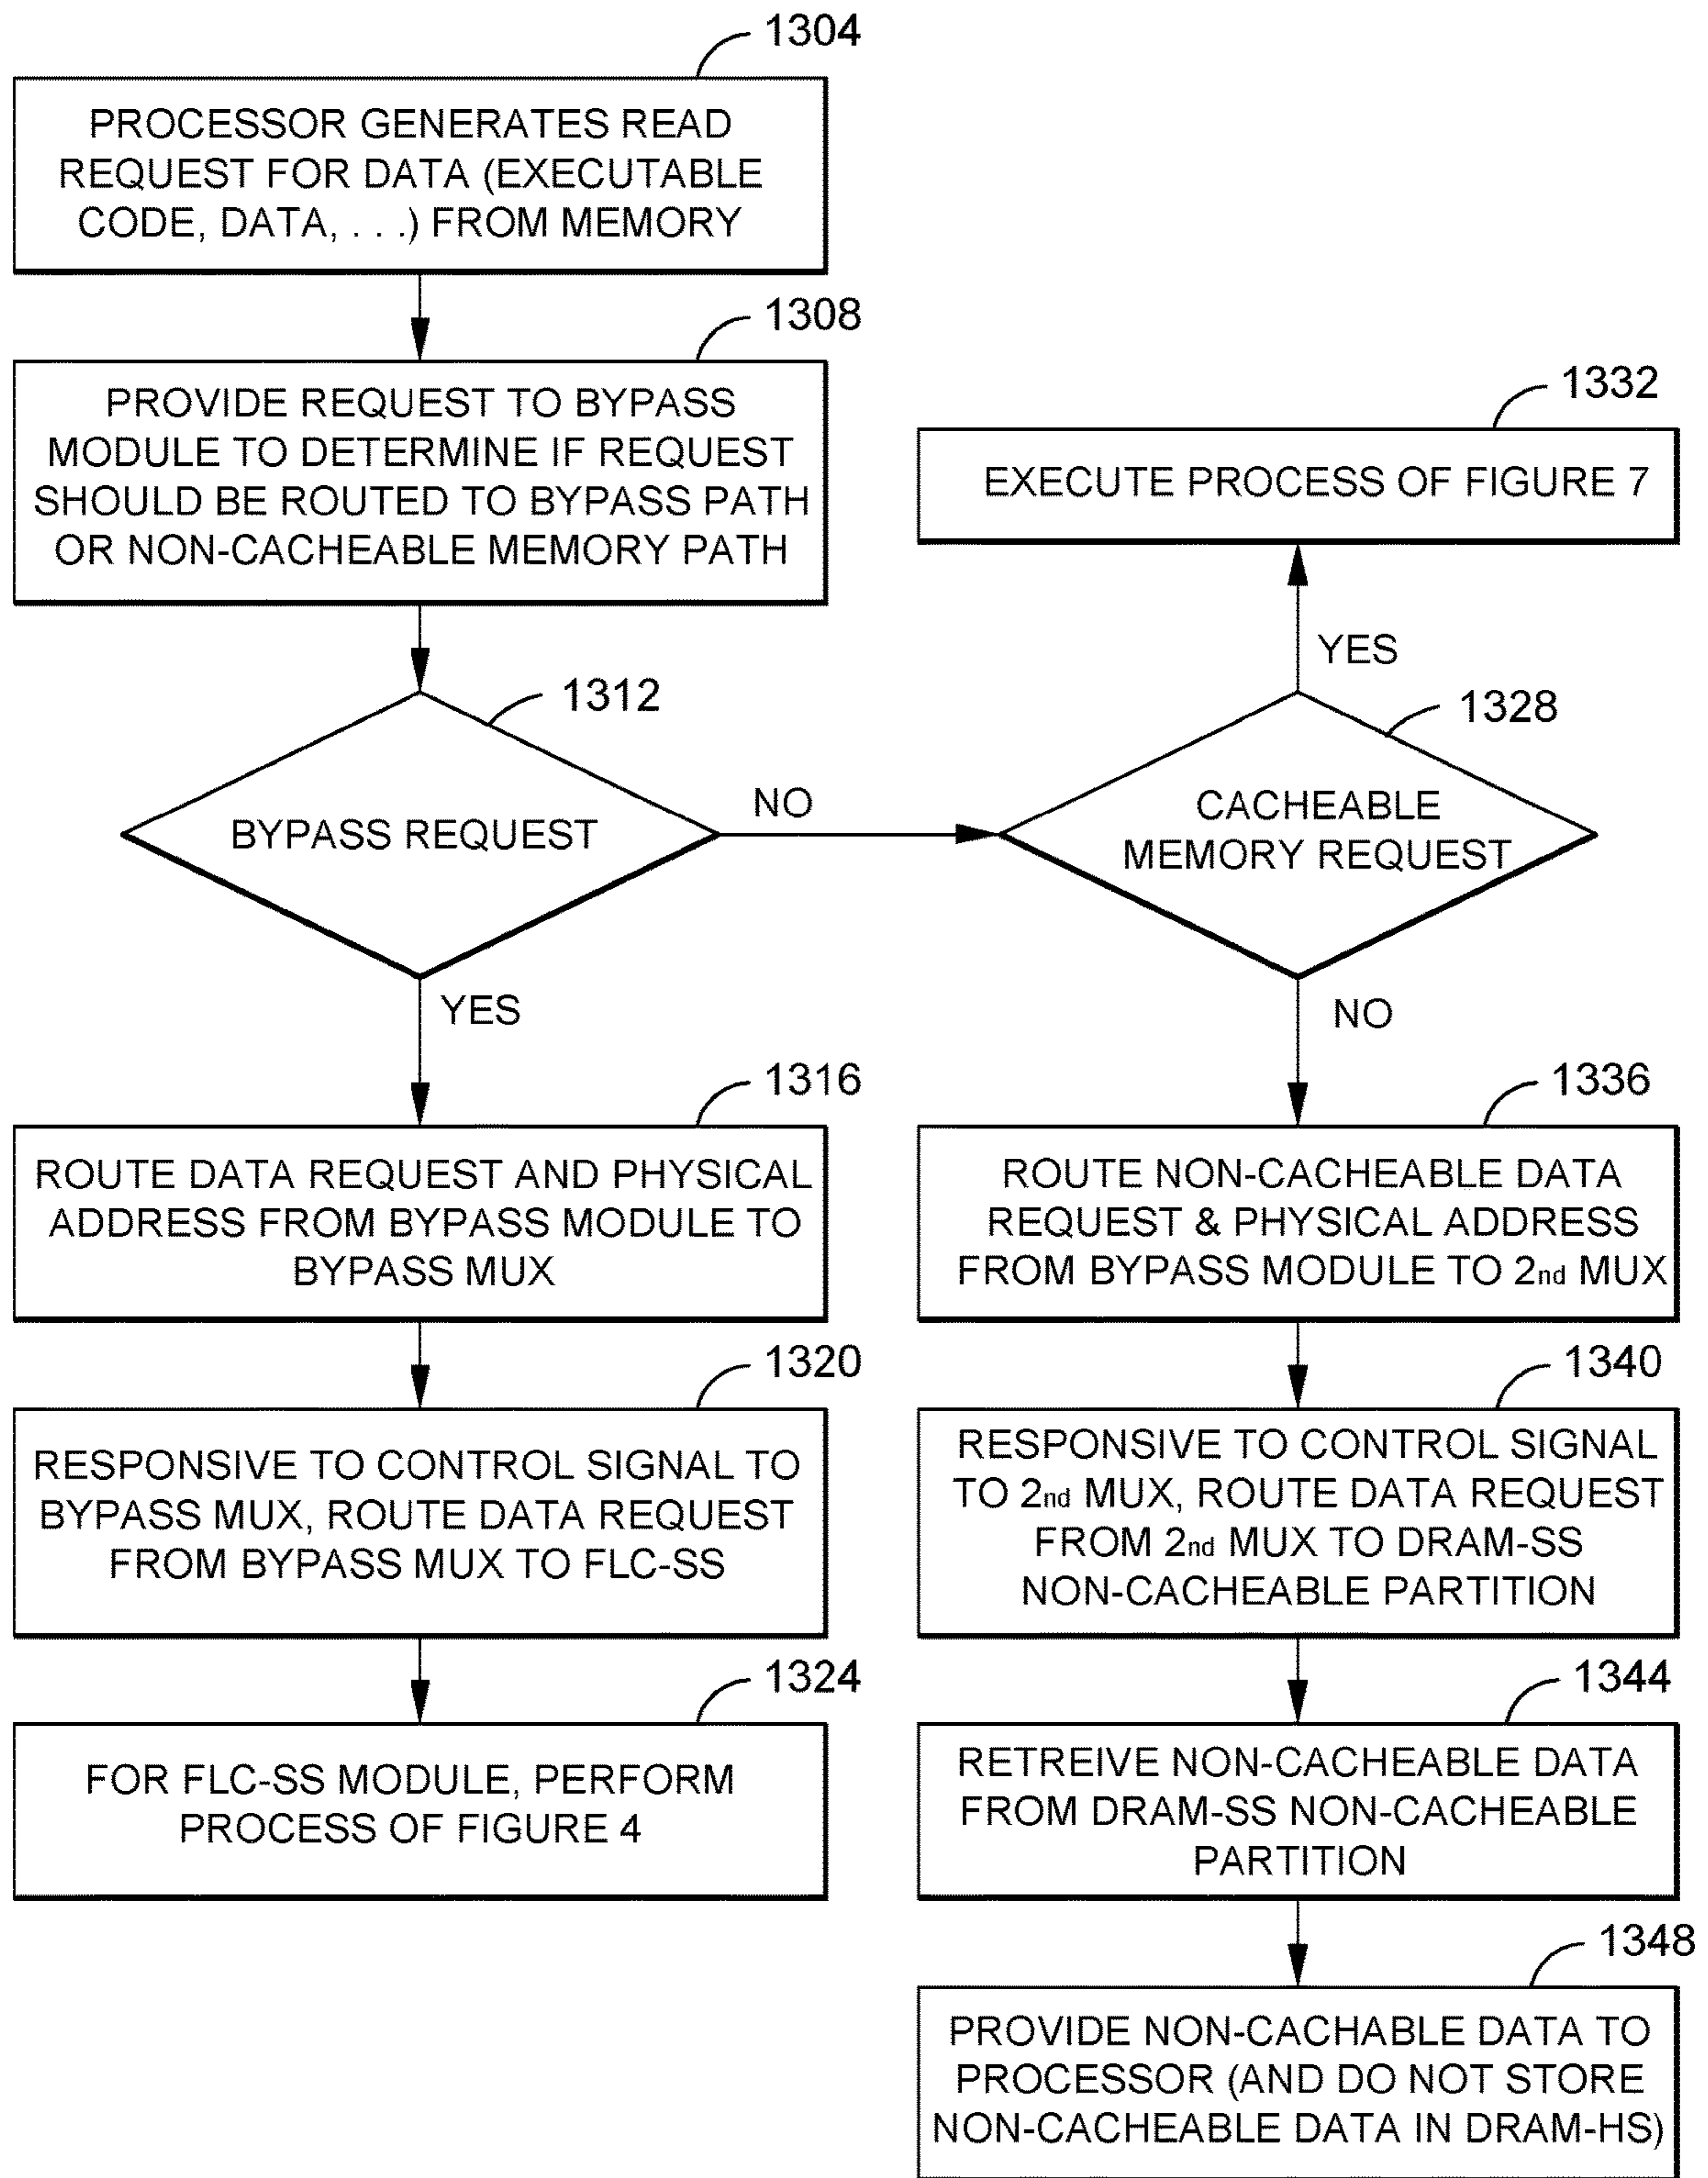 1304
PROCESSOR GENERATES READ
REQUEST FOR DATA (EXECUTABLE
CODE, DATA, . . .) FROM MEMORY
1308
PROVIDE REQUEST TO BYPASS
MODULE TO DETERMINE IF REQUEST
SHOULD BE ROUTED TO BYPASS PATH
OR NON-CACHEABLE MEMORY PATH
1312
BYPASS REQUEST
NO
YES
1316
ROUTE DATA REQUEST AND PHYSICAL
ADDRESS FROM BYPASS MODULE TO
BYPASS MUX
1320
RESPONSIVE TO CONTROL SIGNAL TO
BYPASS MUX, ROUTE DATA REQUEST
FROM BYPASS MUX TO FLC-SS
1324
FOR FLC-SS MODULE, PERFORM
PROCESS OF FIGURE 4
1332
EXECUTE PROCESS OF FIGURE 7
YES
1328
CACHEABLE
MEMORY REQUEST
NO
1336
ROUTE NON-CACHEABLE DATA
REQUEST & PHYSICAL ADDRESS
FROM BYPASS MODULE TO 2nd MUX
1340
RESPONSIVE TO CONTROL SIGNAL
TO 2nd MUX, ROUTE DATA REQUEST
FROM 2nd MUX TO DRAM-SS
NON-CACHEABLE PARTITION
1344
RETREIVE NON-CACHEABLE DATA
FROM DRAM-SS NON-CACHEABLE
PARTITION
1348
PROVIDE NON-CACHABLE DATA TO
PROCESSOR (AND DO NOT STORE
NON-CACHEABLE DATA IN DRAM-HS)